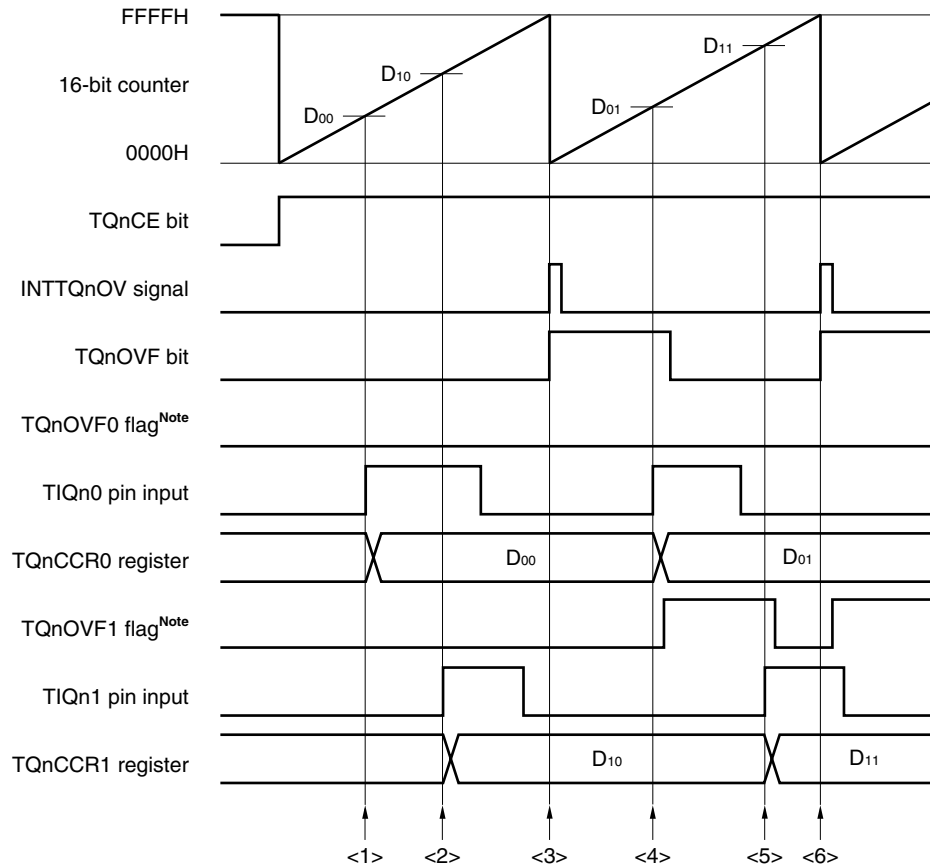 FFFFH
D11
D10
16-bit counter
D01
D00
0000H
TQnCE bit
INTTQnOV signal
TQnOVF bit
TQnOVF0 flagNote
TIQn0 pin input
TQnCCR0 register
D00
D01
TQnOVF1 flagNote
TIQn1 pin input
TQnCCR1 register
D10
D11
<1> <2> <3> <4> <5> <6>